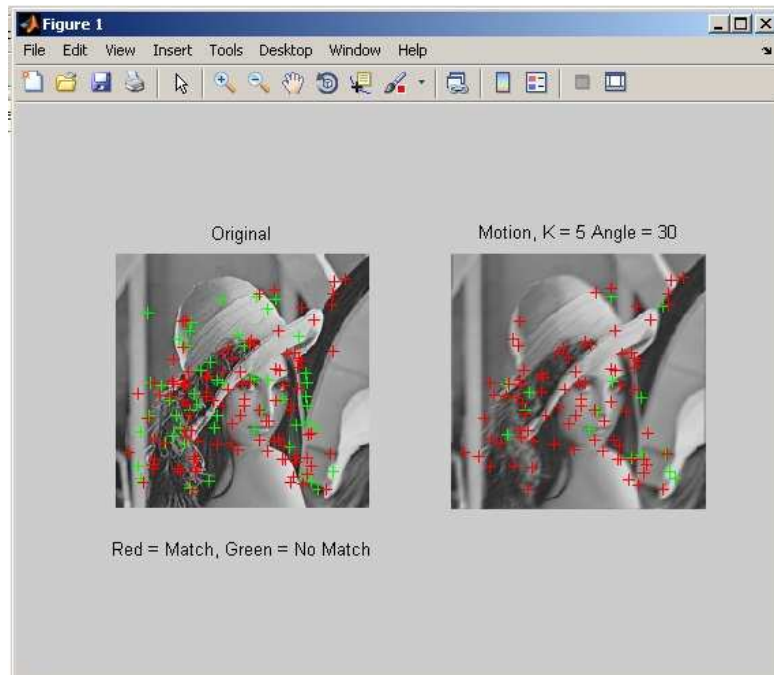 Figure 1
File Edit View Insert Tools Desktop Window Help
Original
Motion, K = 5 Angle = 30
Red = Match, Green = No Match